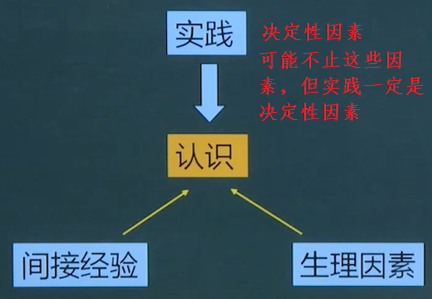 实践
决定性因素
可能不止这些因
素，但实践一定是
决定性因素
认识
间接经验
生理因素